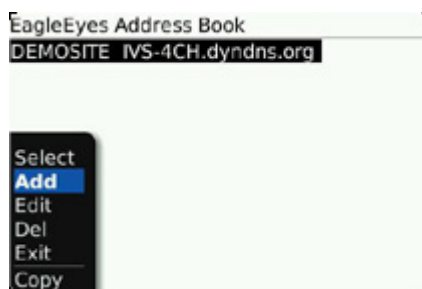 EagleEyes Address Book
DEMOSITE IVS-4CH.dyndns.org
Select
Add
Edit
Del
Exit
Copy